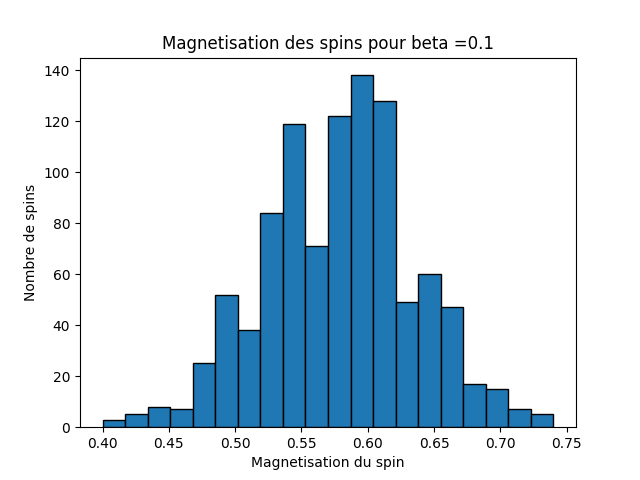 Magnetisation des spins pour beta =0.1
140
120
100
80
60
40
20
0
Nombre de spins
0.40 0.45 0.50 0.55 0.60 0.65 0.70 0.75
Magnetisation du spin